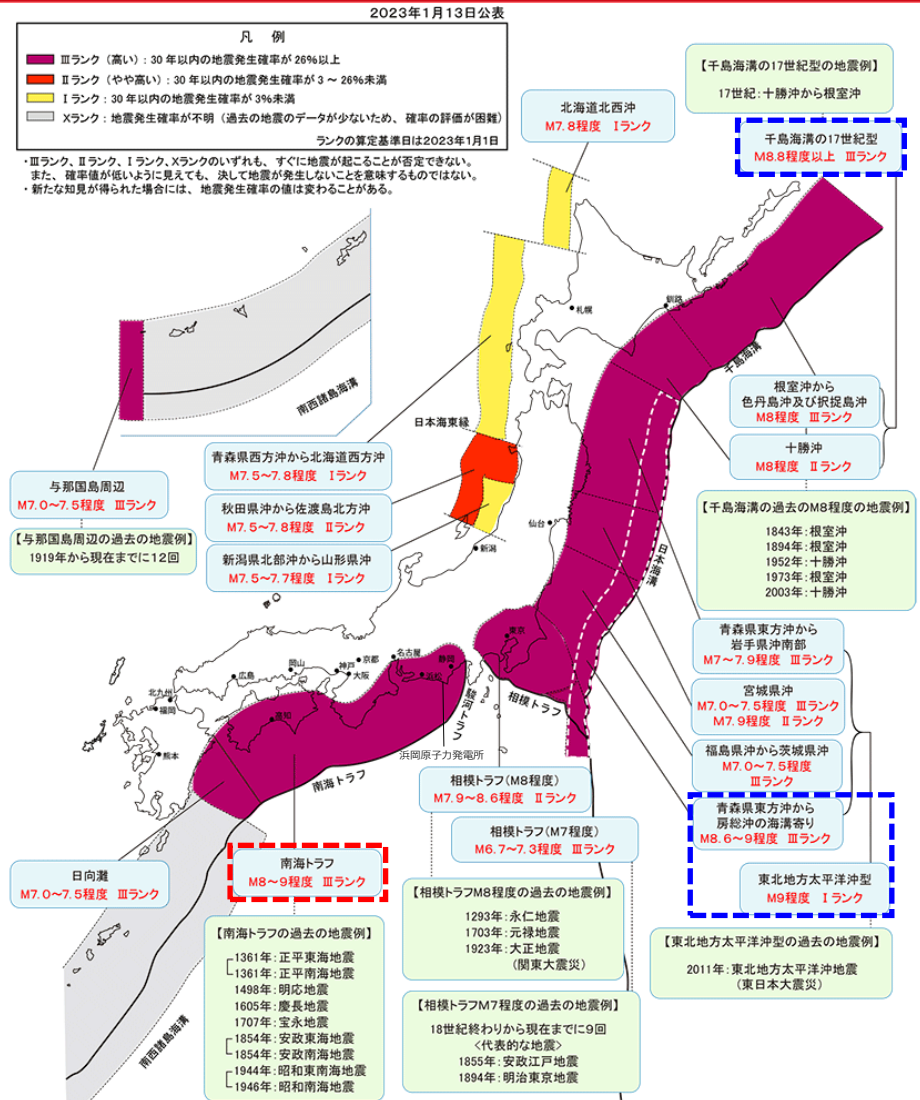 2023年1月13日公表
凡 例
Ⅲランク(高い):30年以内の地震発生確率が26%以上
Ⅱランク(やや高い):30年以内の地震発生確率が3~26%未満
Ⅰランク:30年以内の地震発生確率が3%未満
Xランク:地震発生確率が不明(過去の地震のデータが少ないため、確率の評価が困難)
ランクの算定基準日は2023年1月1日
・Ⅲランク、Ⅱランク、Ⅰランク、Xランクのいずれも、すぐに地震が起こることが否定できない。
また、確率値が低いように見えても、決して地震が発生しないことを意味するものではない。
・新たな知見が得られた場合には、地震発生確率の値は変わることがある。
北海道北西沖
M7.8程度 Ⅰランク
【千島海溝の17世紀型の地震例】
17世紀:十勝沖から根室沖
千島海溝の17世紀型
M8.8程度以上 Ⅲランク
札幌
釧路
千島海溝
南西諸島海溝
日本海東縁
根室沖から
色丹島沖及び択捉島沖
M8程度 Ⅲランク
十勝沖
M8程度 Ⅱランク
青森県西方沖から北海道西方沖
M7.5~7.8程度 Ⅰランク
与那国島周辺
M7.0~7.5程度 Ⅲランク
秋田県沖から佐渡島北方沖
M7.5~7.8程度 Ⅱランク
【与那国島周辺の過去の地震例】
1919年から現在までに12回
新潟県北部沖から山形県沖
M7.5~7.7程度 Ⅰランク
【千島海溝の過去のM8程度の地震例】
1843年:根室沖
1894年:根室沖
1952年:十勝沖
1973年:根室沖
2003年:十勝沖
仙台
新潟
日本海溝
青森県東方沖から
岩手県沖南部
M7~7.9程度 Ⅲランク
宮城県沖
M7.0~7.5程度 Ⅲランク
M7.9程度 Ⅱランク
福島県沖から茨城県沖
M7.0~7.5程度
Ⅲランク
青森県東方沖から
房総沖の海溝寄り
M8.6~9程度 Ⅲランク
東北地方太平洋沖型
M9程度 Ⅰランク
【東北地方太平洋沖型の過去の地震例】
2011年:東北地方太平洋沖地震
(東日本大震災)
東京
名古屋
京都
静岡
神戸
大阪
浜松
岡山
広島
北九州
福岡
高知
熊本
駿河トラフ
相模トラフ
浜岡原子力発電所
南海トラフ
相模トラフ(M8程度)
M7.9~8.6程度 Ⅱランク
相模トラフ(M7程度)
M6.7~7.3程度 Ⅲランク
日向灘
M7.0~7.5程度 Ⅲランク
南海トラフ
M8~9程度 Ⅲランク
【南海トラフの過去の地震例】
1361年:正平東海地震
1361年:正平南海地震
1498年:明応地震
1605年:慶長地震
1707年:宝永地震
1854年:安政東海地震
1854年:安政南海地震
1944年:昭和東南海地震
1946年:昭和南海地震
【相模トラフM8程度の過去の地震例】
1293年:永仁地震
1703年:元禄地震
1923年:大正地震
(関東大震災)
【相模トラフM7程度の過去の地震例】
18世紀終わりから現在までに9回
<代表的な地震>
1855年:安政江戸地震
1894年:明治東京地震
南西諸島海溝